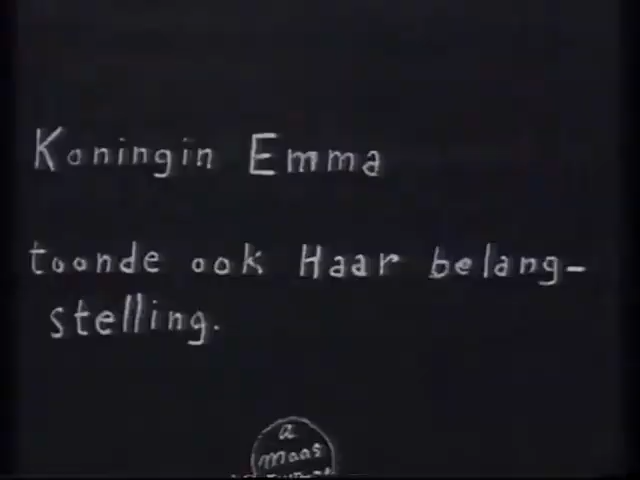 Koningin Emma
toonde ook Haar belang-
stelling.
a
maas